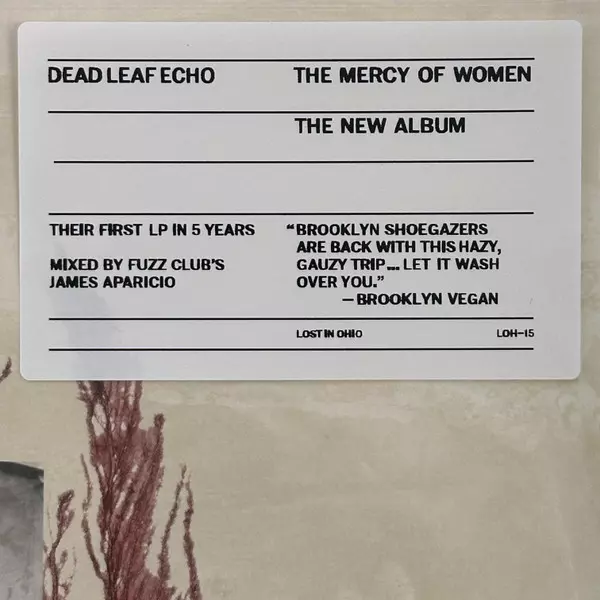 DEAD LEAF ECHO THE MERCY OF WOMEN
THE NEW ALBUM
THEIR FIRST LP IN 5 YEARS
MIXED BY FUZZ CLUB'S
JAMES APARICIO
“BROOKLYN SHOEGAZERS
ARE BACK WITH THIS HAZY,
GAUZY TRIP... LET IT WASH
OVER YOU.”
—BROOKLYN VEGAN
LOST IN OHIO LOH-15